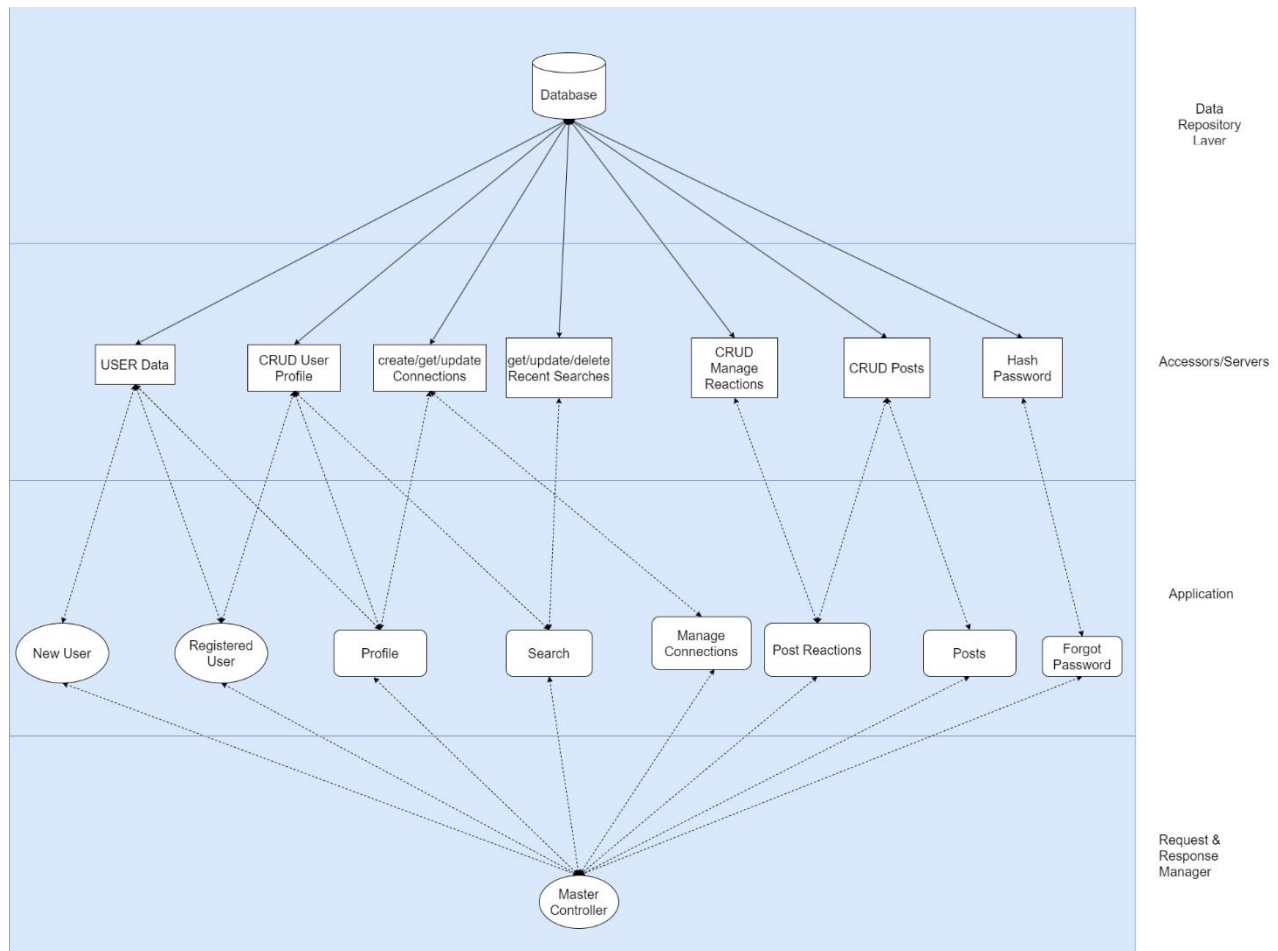 Database
Data
Repository
Layer
USER Data
CRUD User
Profile
create/get/update
Connections
get/update/delete
Recent Searches
CRUD
Manage
Reactions
CRUD Posts
Hash
Password
Accessors/Servers
New User
Registered
User
Profile
Search
Manage
Connections
Post Reactions
Posts
Forgot
Password
Application
Master
Controller
Request &
Response
Manager